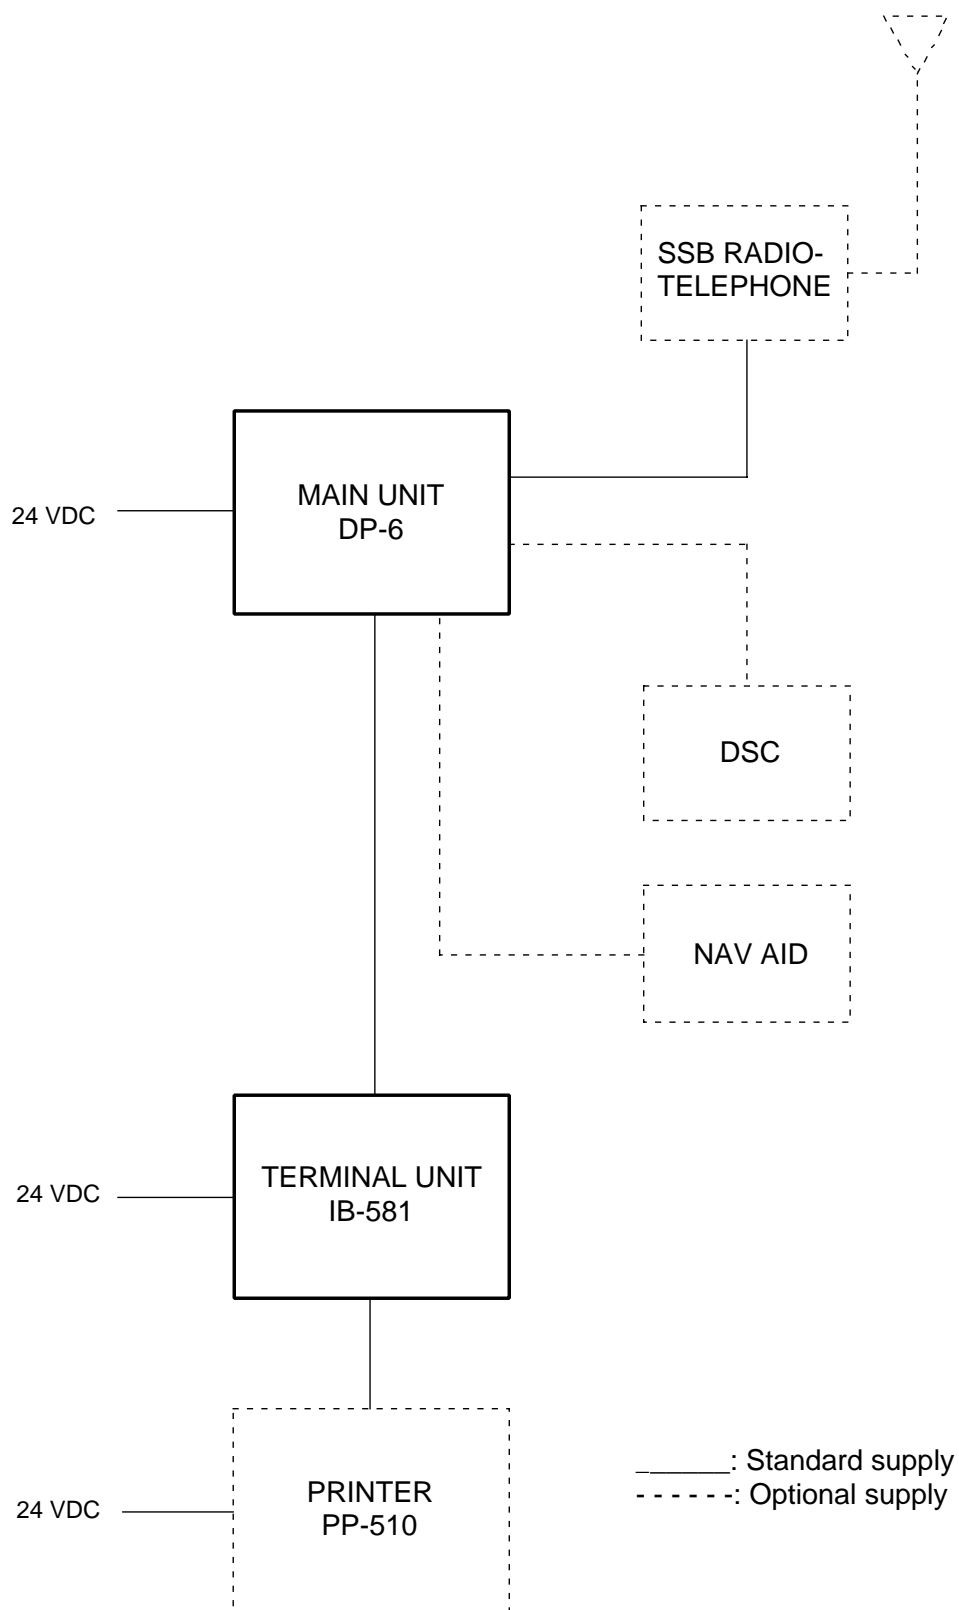 SSB RADIO-
TELEPHONE
MAIN UNIT
DP-6
24 VDC
DSC
NAV AID
TERMINAL UNIT
IB-581
24 VDC
PRINTER
PP-510
24 VDC
_______: Standard supply
- - - - - -: Optional supply